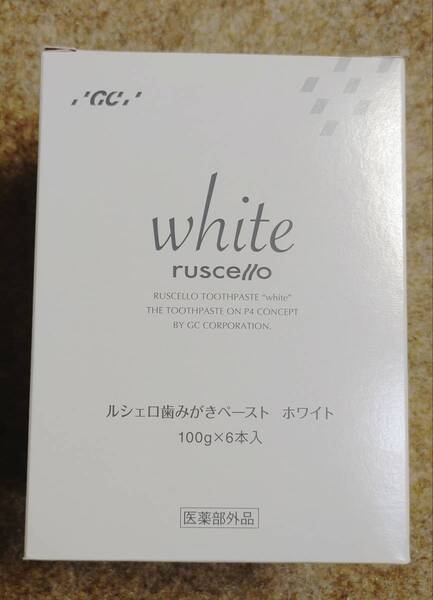 GC
white
ruscello
RUSCELLO TOOTHPASTE "white"
THE TOOTHPASTE ON P4 CONCEPT
BY GC CORPORATION.
ルシェロ歯みがきペースト ホワイト
100g×6本入
医薬部外品